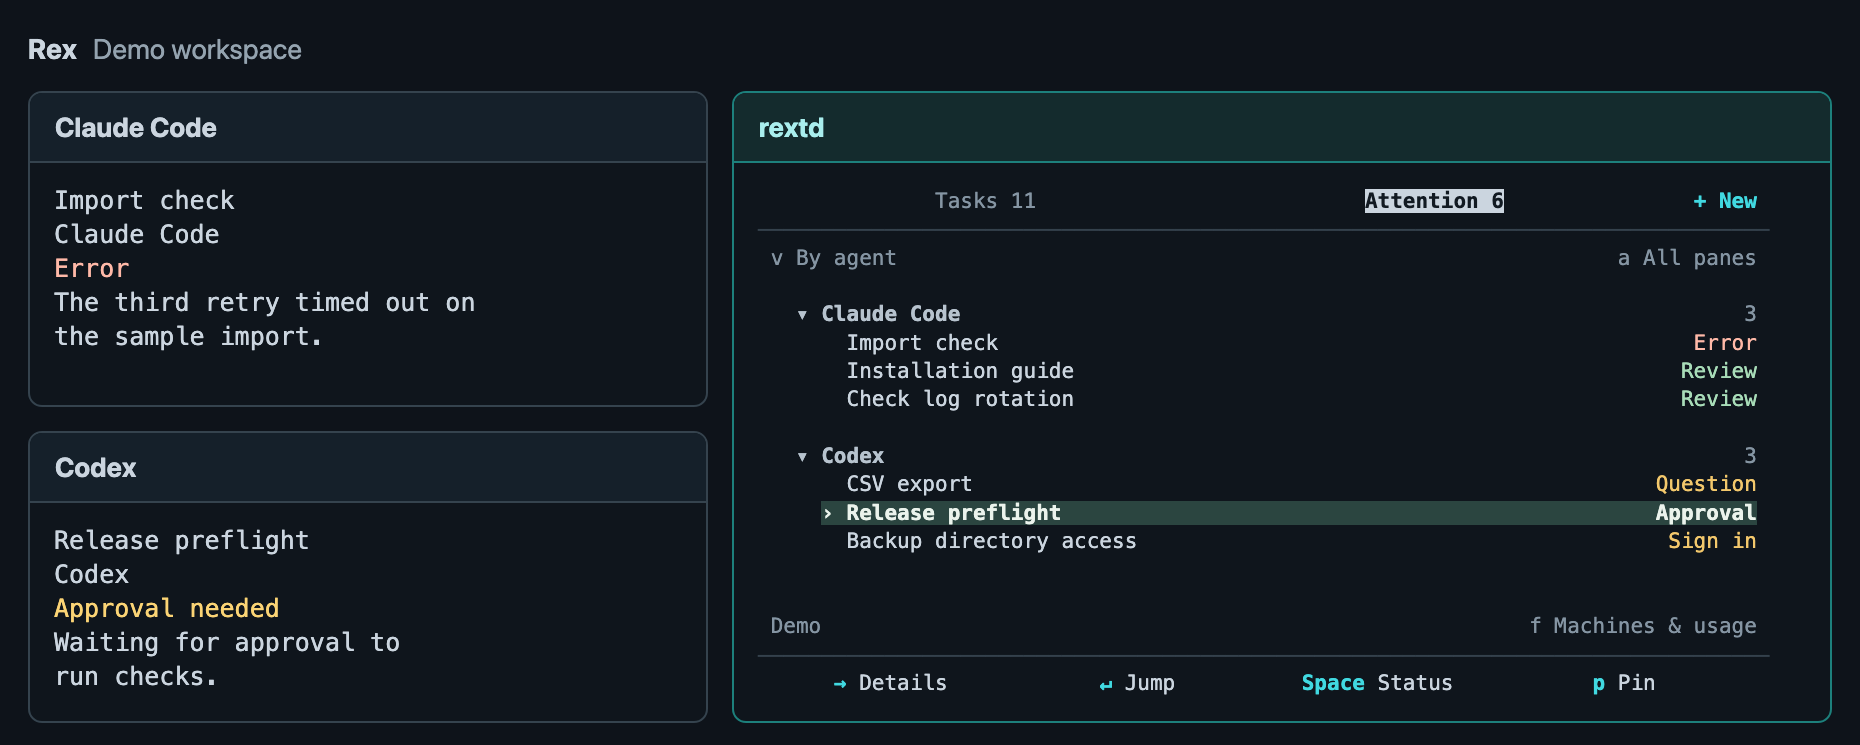 Rex Demo workspace
Claude Code
Import check
Claude Code
Error
The third retry timed out on
the sample import.
Codex
Release preflight
Codex
Approval needed
Waiting for approval to
run checks.
rextd
Tasks 11 Attention 6 + New
v By agent a All panes
▾ Claude Code 3
Import check Error
Installation guide Review
Check log rotation Review
▾ Codex 3
CSV export Question
› Release preflight Approval
Backup directory access Sign in
Demo f Machines & usage
→ Details ↵ Jump Space Status p Pin